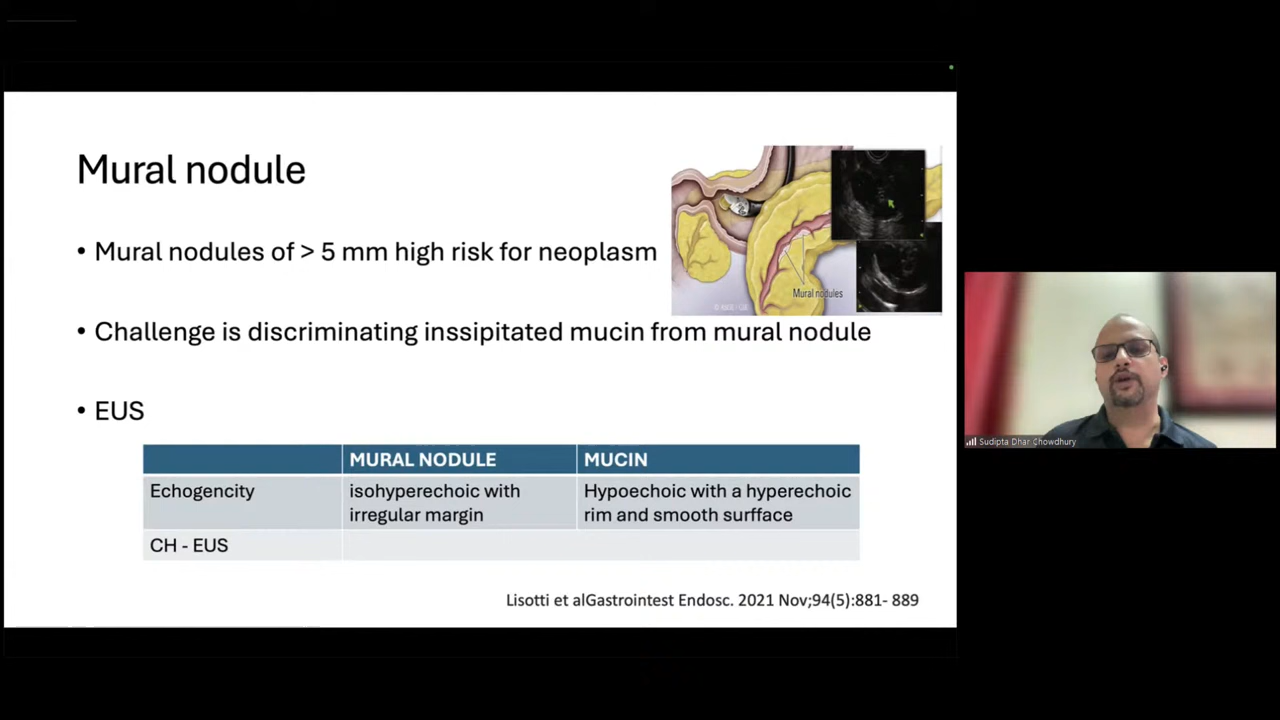 Mural nodule
• Mural nodules of > 5 mm high risk for neoplasm
Mural nodules
• Challenge is discriminating inssipitated mucin from mural nodule
• EUS
MURAL NODULE MUCIN
Echogencity isohyperechoic with Hypoechoic with a hyperechoic
irregular margin rim and smooth surfface
CH - EUS
Lisotti et alGastrointest Endosc. 2021 Nov;94(5):881- 889
Sudipta Dhar Chowdhury